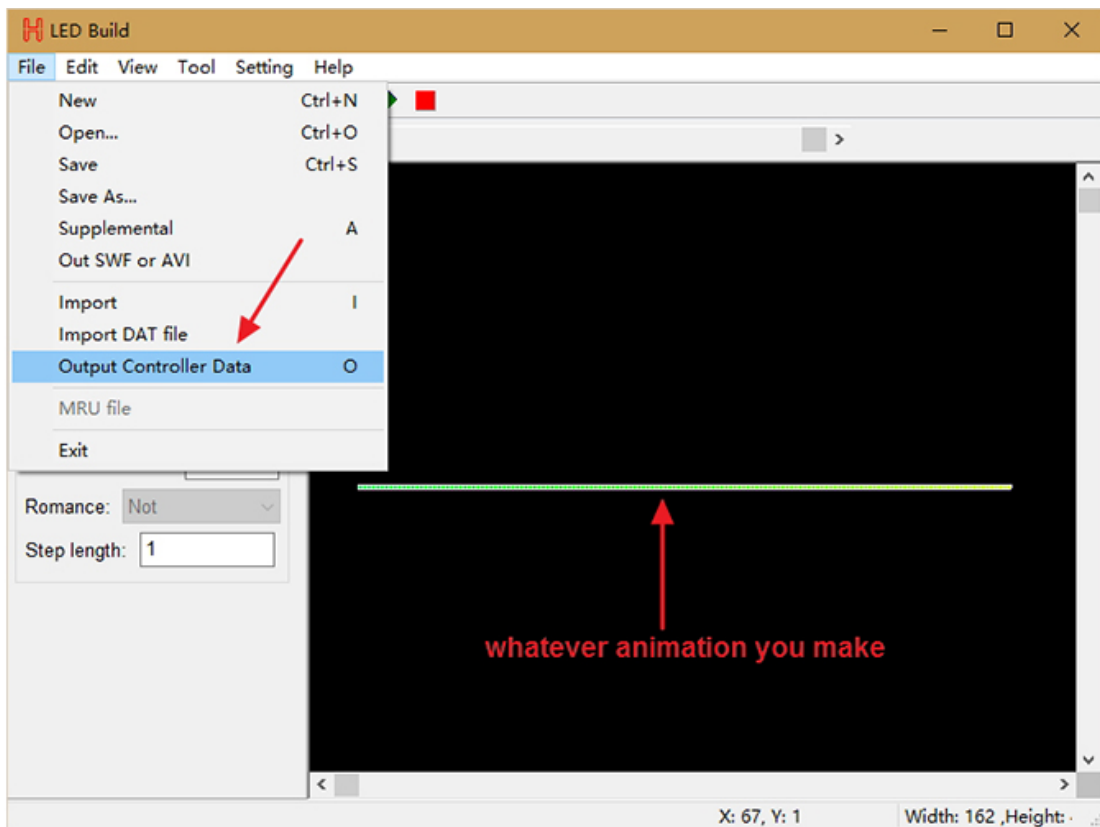 LED Build
File Edit View Tool Setting Help
New Ctrl+N
Open... Ctrl+O
Save Ctrl+S
Save As...
Supplemental A
Out SWF or AVI
Import I
Import DAT file
Output Controller Data O
MRU file
Exit
Romance: Not
Step length: 1
whatever animation you make
X: 67, Y: 1 Width: 162 ,Height: